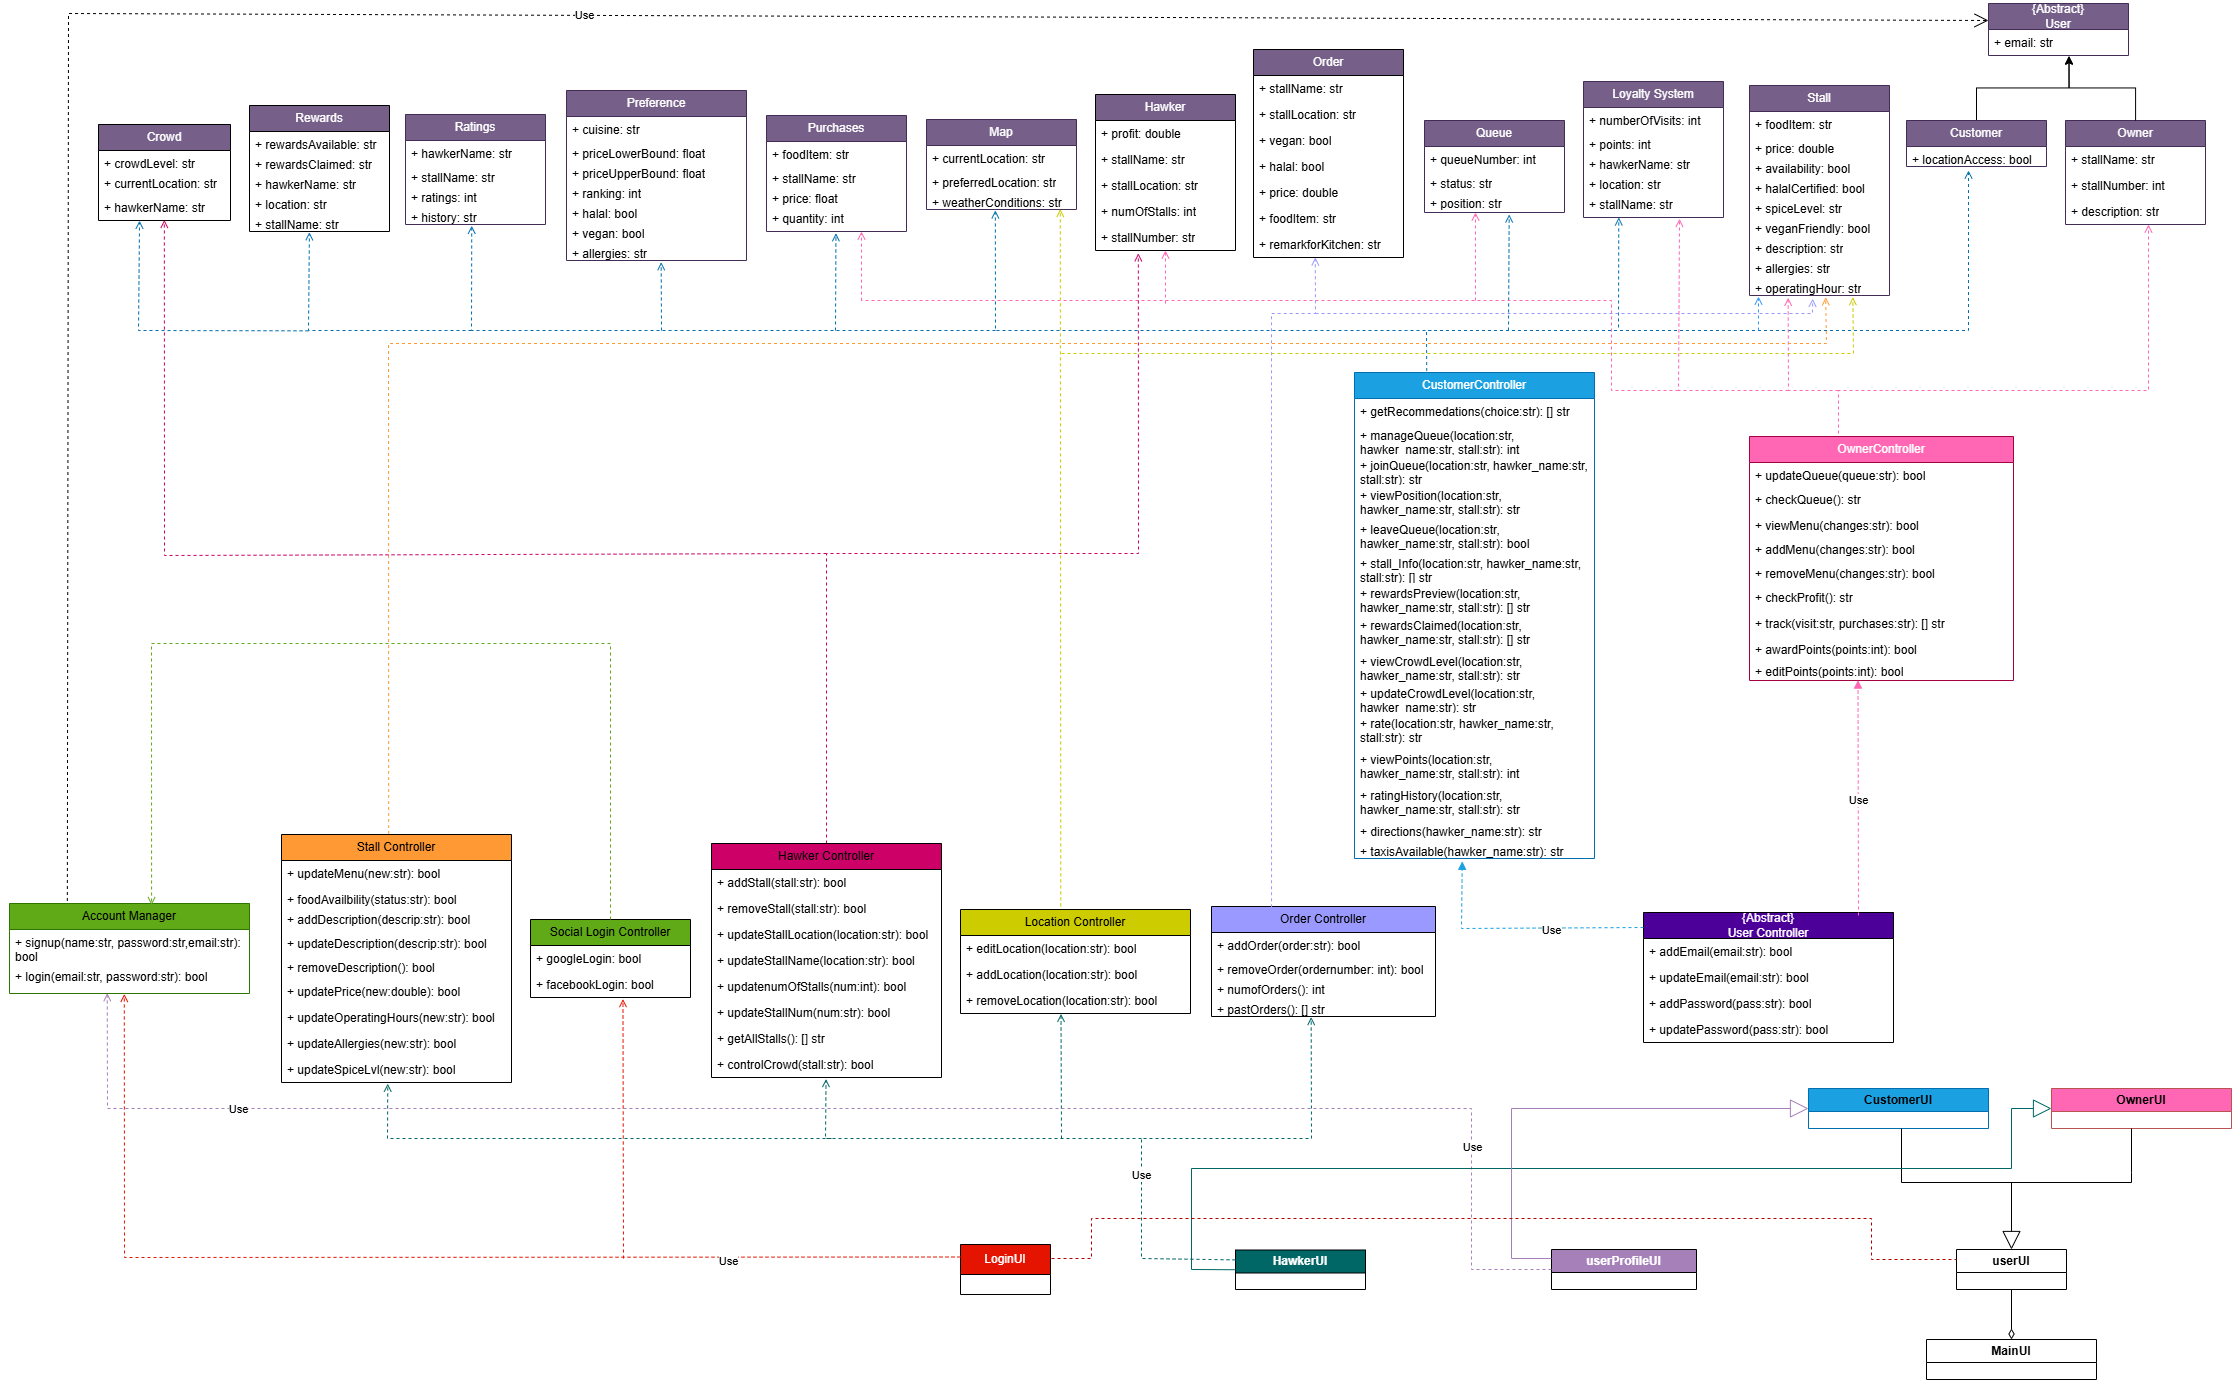 Use
{Abstract}
User
+ email: str
Crowd
+ crowdLevel: str
+ currentLocation: str
+ hawkerName: str
Rewards
+ rewardsAvailable: str
+ rewardsClaimed: str
+ hawkerName: str
+ location: str
+ stallName: str
Ratings
+ hawkerName: str
+ stallName: str
+ ratings: int
+ history: str
Preference
+ cuisine: str
+ priceLowerBound: float
+ priceUpperBound: float
+ ranking: int
+ halal: bool
+ vegan: bool
+ allergies: str
Purchases
+ foodItem: str
+ stallName: str
+ price: float
+ quantity: int
Map
+ currentLocation: str
+ preferredLocation: str
+ weatherConditions: str
Hawker
+ profit: double
+ stallName: str
+ stallLocation: str
+ numOfStalls: int
+ stallNumber: str
Order
+ stallName: str
+ stallLocation: str
+ vegan: bool
+ halal: bool
+ price: double
+ foodItem: str
+ remarkforKitchen: str
Queue
+ queueNumber: int
+ status: str
+ position: str
Loyalty System
+ numberOfVisits: int
+ points: int
+ hawkerName: str
+ location: str
+ stallName: str
Stall
+ foodItem: str
+ price: double
+ availability: bool
+ halalCertified: bool
+ spiceLevel: str
+ veganFriendly: bool
+ description: str
+ allergies: str
+ operatingHour: str
Customer
+ locationAccess: bool
Owner
+ stallName: str
+ stallNumber: int
+ description: str
CustomerController
+ getRecommedations(choice:str): [] str
+ manageQueue(location:str,
hawker_name:str, stall:str): int
+ joinQueue(location:str, hawker_name:str,
stall:str): str
+ viewPosition(location:str,
hawker_name:str, stall:str): str
+ leaveQueue(location:str,
hawker_name:str, stall:str): bool
+ stall_Info(location:str, hawker_name:str,
stall:str): [] str
+ rewardsPreview(location:str,
hawker_name:str, stall:str): [] str
+ rewardsClaimed(location:str,
hawker_name:str, stall:str): [] str
+ viewCrowdLevel(location:str,
hawker_name:str, stall:str): str
+ updateCrowdLevel(location:str,
hawker_name:str): str
+ rate(location:str, hawker_name:str,
stall:str): str
+ viewPoints(location:str,
hawker_name:str, stall:str): int
+ ratingHistory(location:str,
hawker_name:str, stall:str): str
+ directions(hawker_name:str): str
+ taxisAvailable(hawker_name:str): str
OwnerController
+ updateQueue(queue:str): bool
+ checkQueue(): str
+ viewMenu(changes:str): bool
+ addMenu(changes:str): bool
+ removeMenu(changes:str): bool
+ checkProfit(): str
+ track(visit:str, purchases:str): [] str
+ awardPoints(points:int): bool
+ editPoints(points:int): bool
Use
Account Manager
+ signup(name:str, password:str,email:str):
bool
+ login(email:str, password:str): bool
Stall Controller
+ updateMenu(new:str): bool
+ foodAvailbility(status:str): bool
+ addDescription(descrip:str): bool
+ updateDescription(descrip:str): bool
+ removeDescription(): bool
+ updatePrice(new:double): bool
+ updateOperatingHours(new:str): bool
+ updateAllergies(new:str): bool
+ updateSpiceLvl(new:str): bool
Social Login Controller
+ googleLogin: bool
+ facebookLogin: bool
Hawker Controller
+ addStall(stall:str): bool
+ removeStall(stall:str): bool
+ updateStallLocation(location:str): bool
+ updateStallName(location:str): bool
+ updatenumOfStalls(num:int): bool
+ updateStallNum(num:str): bool
+ getAllStalls(): [] str
+ controlCrowd(stall:str): bool
Location Controller
+ editLocation(location:str): bool
+ addLocation(location:str): bool
+ removeLocation(location:str): bool
Order Controller
+ addOrder(order:str): bool
+ removeOrder(ordernumber: int): bool
+ numofOrders(): int
+ pastOrders(): [] str
Use
{Abstract}
User Controller
+ addEmail(email:str): bool
+ updateEmail(email:str): bool
+ addPassword(pass:str): bool
+ updatePassword(pass:str): bool
Use
Use
Use
CustomerUI
OwnerUI
Use
LoginUI
HawkerUI
userProfileUI
userUI
MainUI